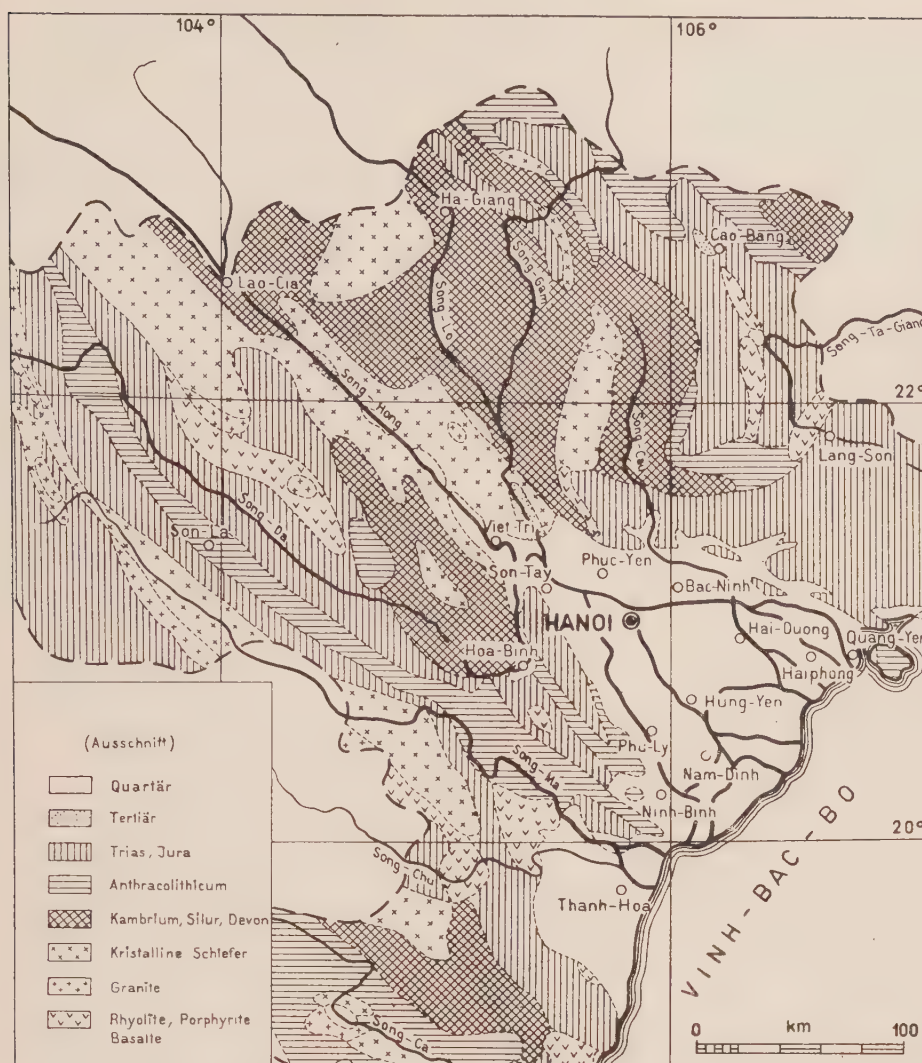 104°
106°
Ha-Giang
Cao-Bang
Lao-Cia
Song-Gam
Song-Lo
Song-Ta-Giang
22°
Song-Hong
Song-Cau
Lang-Son
Song-Da
Son-La
Viet-Tri
Phuc-Yen
Son-Tay
Bac-Ninh
HANOI
Hai-Duong
Quang-Yen
Hoa-Binh
Haiphong
Hung-Yen
Phu-Ly
Nam-Dinh
Song-Ma
Ninh-Binh
20°
Song-Chu
Thanh-Hoa
VINH-BAC-BO
Song-Ca
(Ausschnitt)
Quartär
Tertiär
Trias, Jura
Anthracolithicum
Kambrium, Silur, Devon
Kristalline Schiefer
Granite
Rhyolite, Porphyrite
Basalte
0 km 100